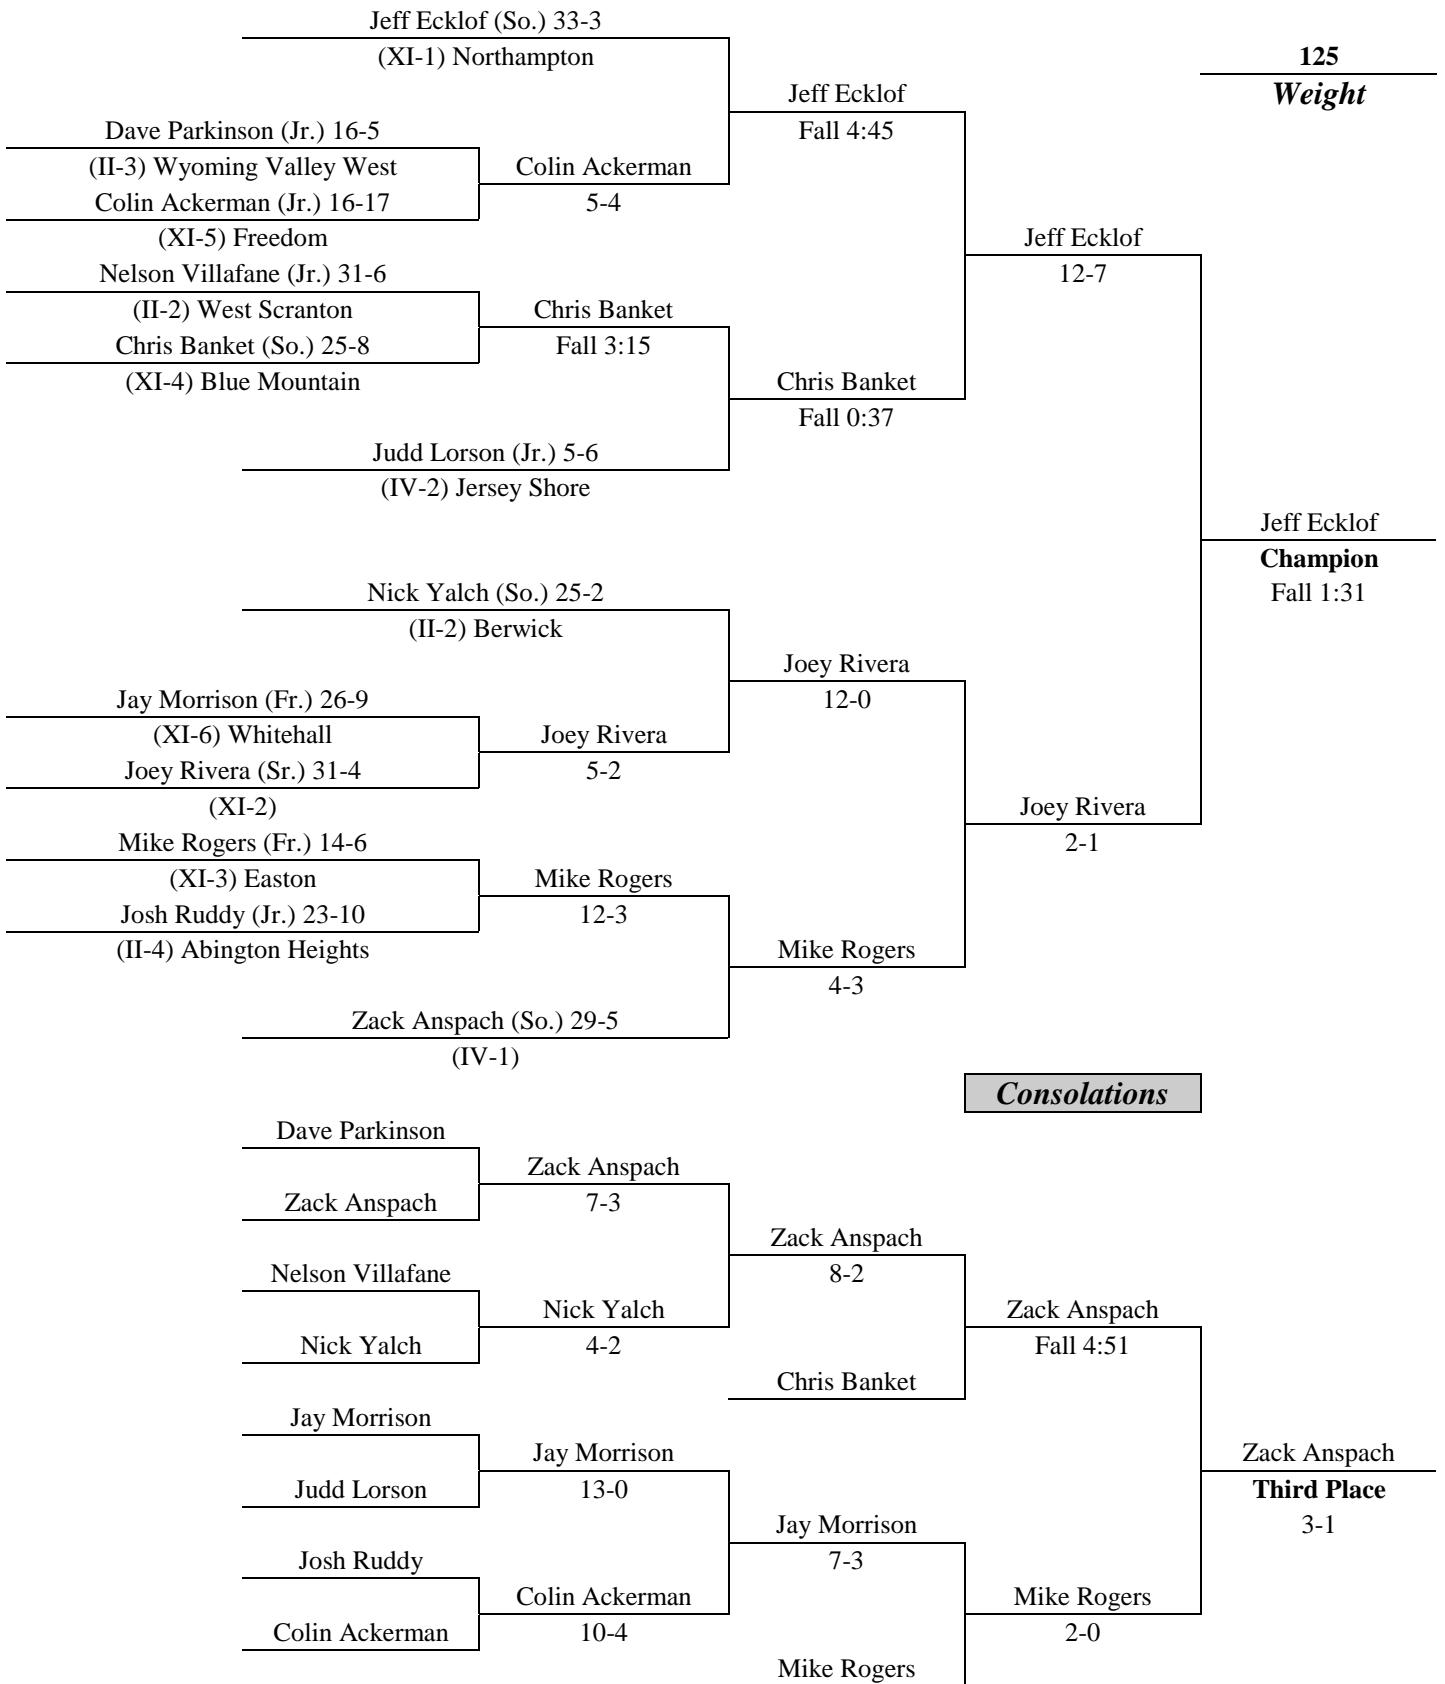 Jeff Ecklof (So.) 33-3
(XI-1) Northampton
125
Weight
Jeff Ecklof
Fall 4:45
Dave Parkinson (Jr.) 16-5
(II-3) Wyoming Valley West
Colin Ackerman
5-4
Colin Ackerman (Jr.) 16-17
(XI-5) Freedom
Jeff Ecklof
12-7
Nelson Villafane (Jr.) 31-6
(II-2) West Scranton
Chris Banket
Fall 3:15
Chris Banket (So.) 25-8
(XI-4) Blue Mountain
Chris Banket
Fall 0:37
Judd Lorson (Jr.) 5-6
(IV-2) Jersey Shore
Jeff Ecklof
Champion
Fall 1:31
Nick Yalch (So.) 25-2
(II-2) Berwick
Joey Rivera
12-0
Jay Morrison (Fr.) 26-9
(XI-6) Whitehall
Joey Rivera
5-2
Joey Rivera (Sr.) 31-4
(XI-2)
Joey Rivera
2-1
Mike Rogers (Fr.) 14-6
(XI-3) Easton
Mike Rogers
12-3
Josh Ruddy (Jr.) 23-10
(II-4) Abington Heights
Mike Rogers
4-3
Zack Anspach (So.) 29-5
(IV-1)
Consolations
Dave Parkinson
Zack Anspach
7-3
Zack Anspach
Zack Anspach
8-2
Nelson Villafane
Nick Yalch
4-2
Nick Yalch
Zack Anspach
Fall 4:51
Chris Banket
Jay Morrison
Jay Morrison
13-0
Judd Lorson
Zack Anspach
Third Place
3-1
Jay Morrison
7-3
Josh Ruddy
Colin Ackerman
10-4
Colin Ackerman
Mike Rogers
2-0
Mike Rogers